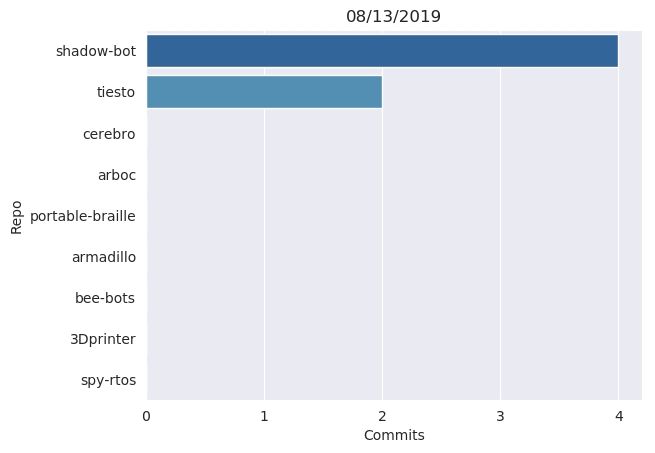 08/13/2019
shadow-bot
tiesto
cerebro
arboc
portable-braille
armadillo
bee-bots
3Dprinter
spy-rtos
Repo
0 1 2 3 4
Commits